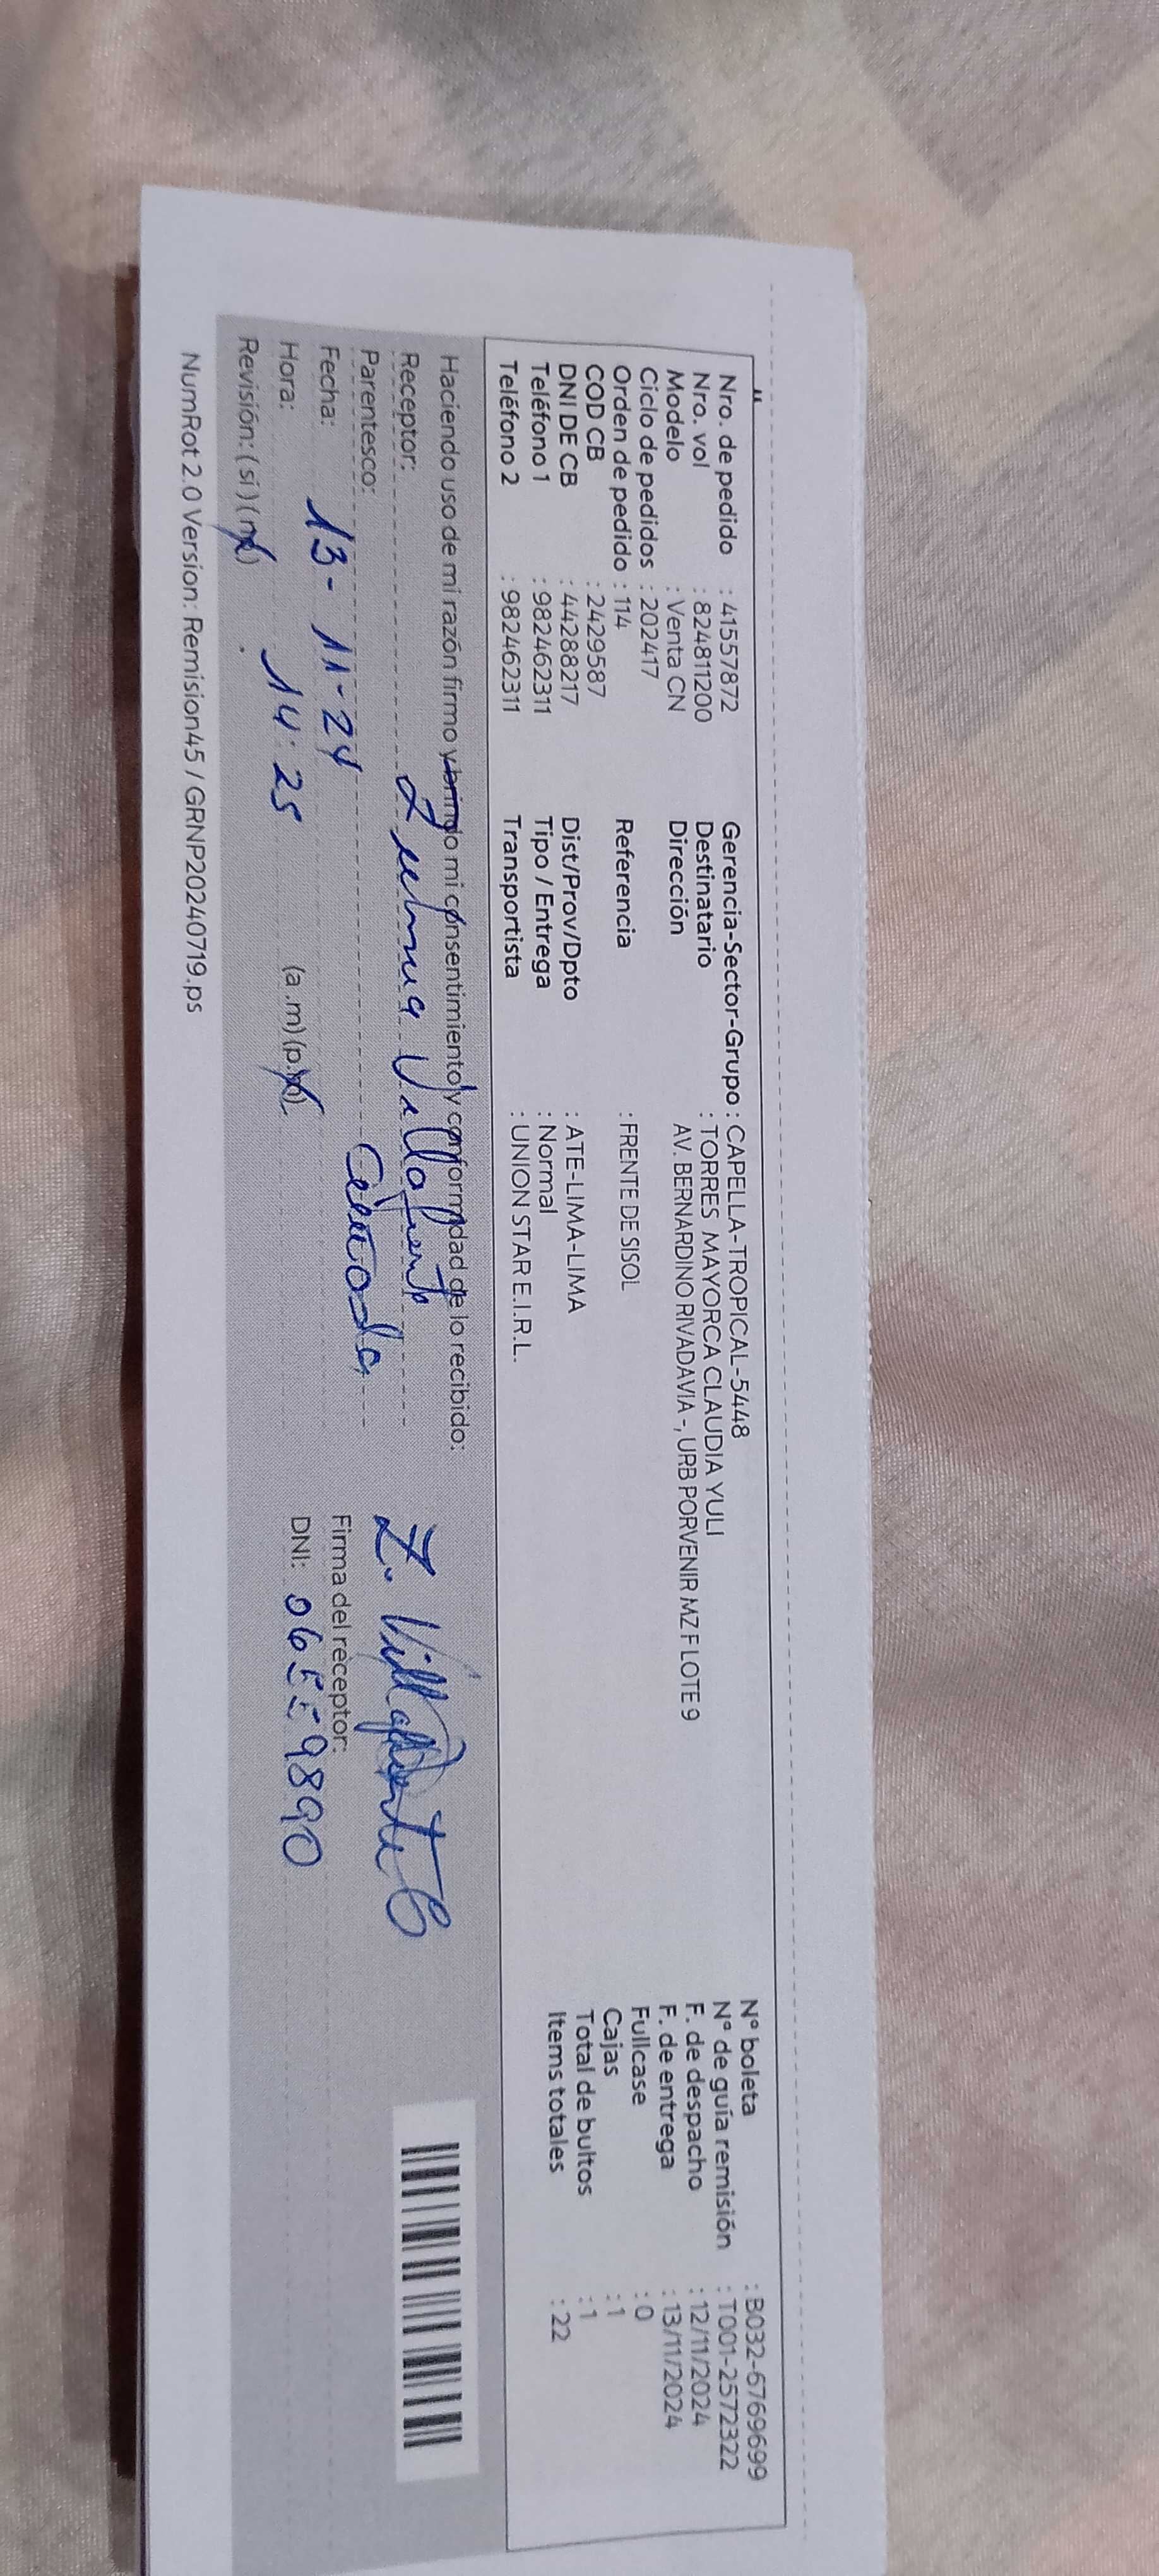 Nro. de pedido : 41557872
Nro. vol : 824811200
Modelo : Venta CN
Ciclo de pedidos : 202417
Orden de pedido : 114
COD CB : 2429587
DNI DE CB : 44288217
Teléfono 1 : 982462311
Teléfono 2 : 982462311
Gerencia-Sector-Grupo : CAPELLA-TROPICAL-5448
Destinatario : TORRES MAYORCA CLAUDIA YULI
Dirección AV. BERNARDINO RIVADAVIA -, URB PORVENIR MZ F LOTE 9
Referencia : FRENTE DE SISOL
Dist/Prov/Dpto : ATE-LIMA-LIMA
Tipo / Entrega : Normal
Transportista : UNION STAR E.I.R.L.
N° boleta : B032-6769699
N° de guía remisión : T001-2572322
F. de despacho : 12/11/2024
F. de entrega : 13/11/2024
Fullcase : 0
Cajas : 1
Total de bultos : 1
Items totales : 22
Haciendo uso de mi razón firmo y brindo mi consentimiento y conformidad de lo recibido:
Receptor: Zulma Villafuerte
Parentesco: Cuñada
Fecha: 13-11-24
Hora: 14:25 (a.m) (p.m)
Revisión: (si) (no)
Z. Villafuerte C
Firma del receptor:
DNI: 06559890
NumRot 2.0 Version: Remision45 / GRNP20240719.ps